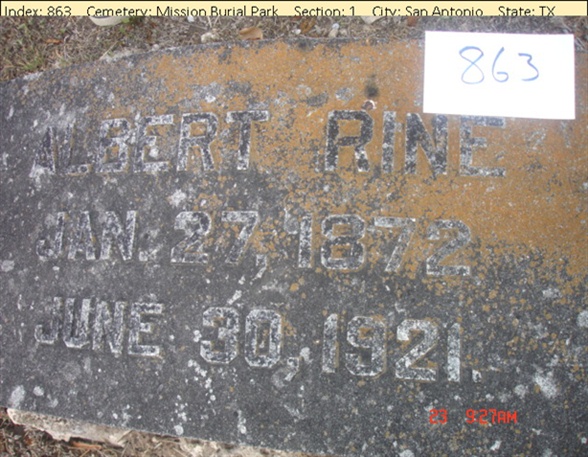 Index: 863 Cemetery: Mission Burial Park Section: 1 City: San Antonio State: TX
863
ALBERT RINE
JAN. 27, 1872
JUNE 30, 1921.
23 9:27AM